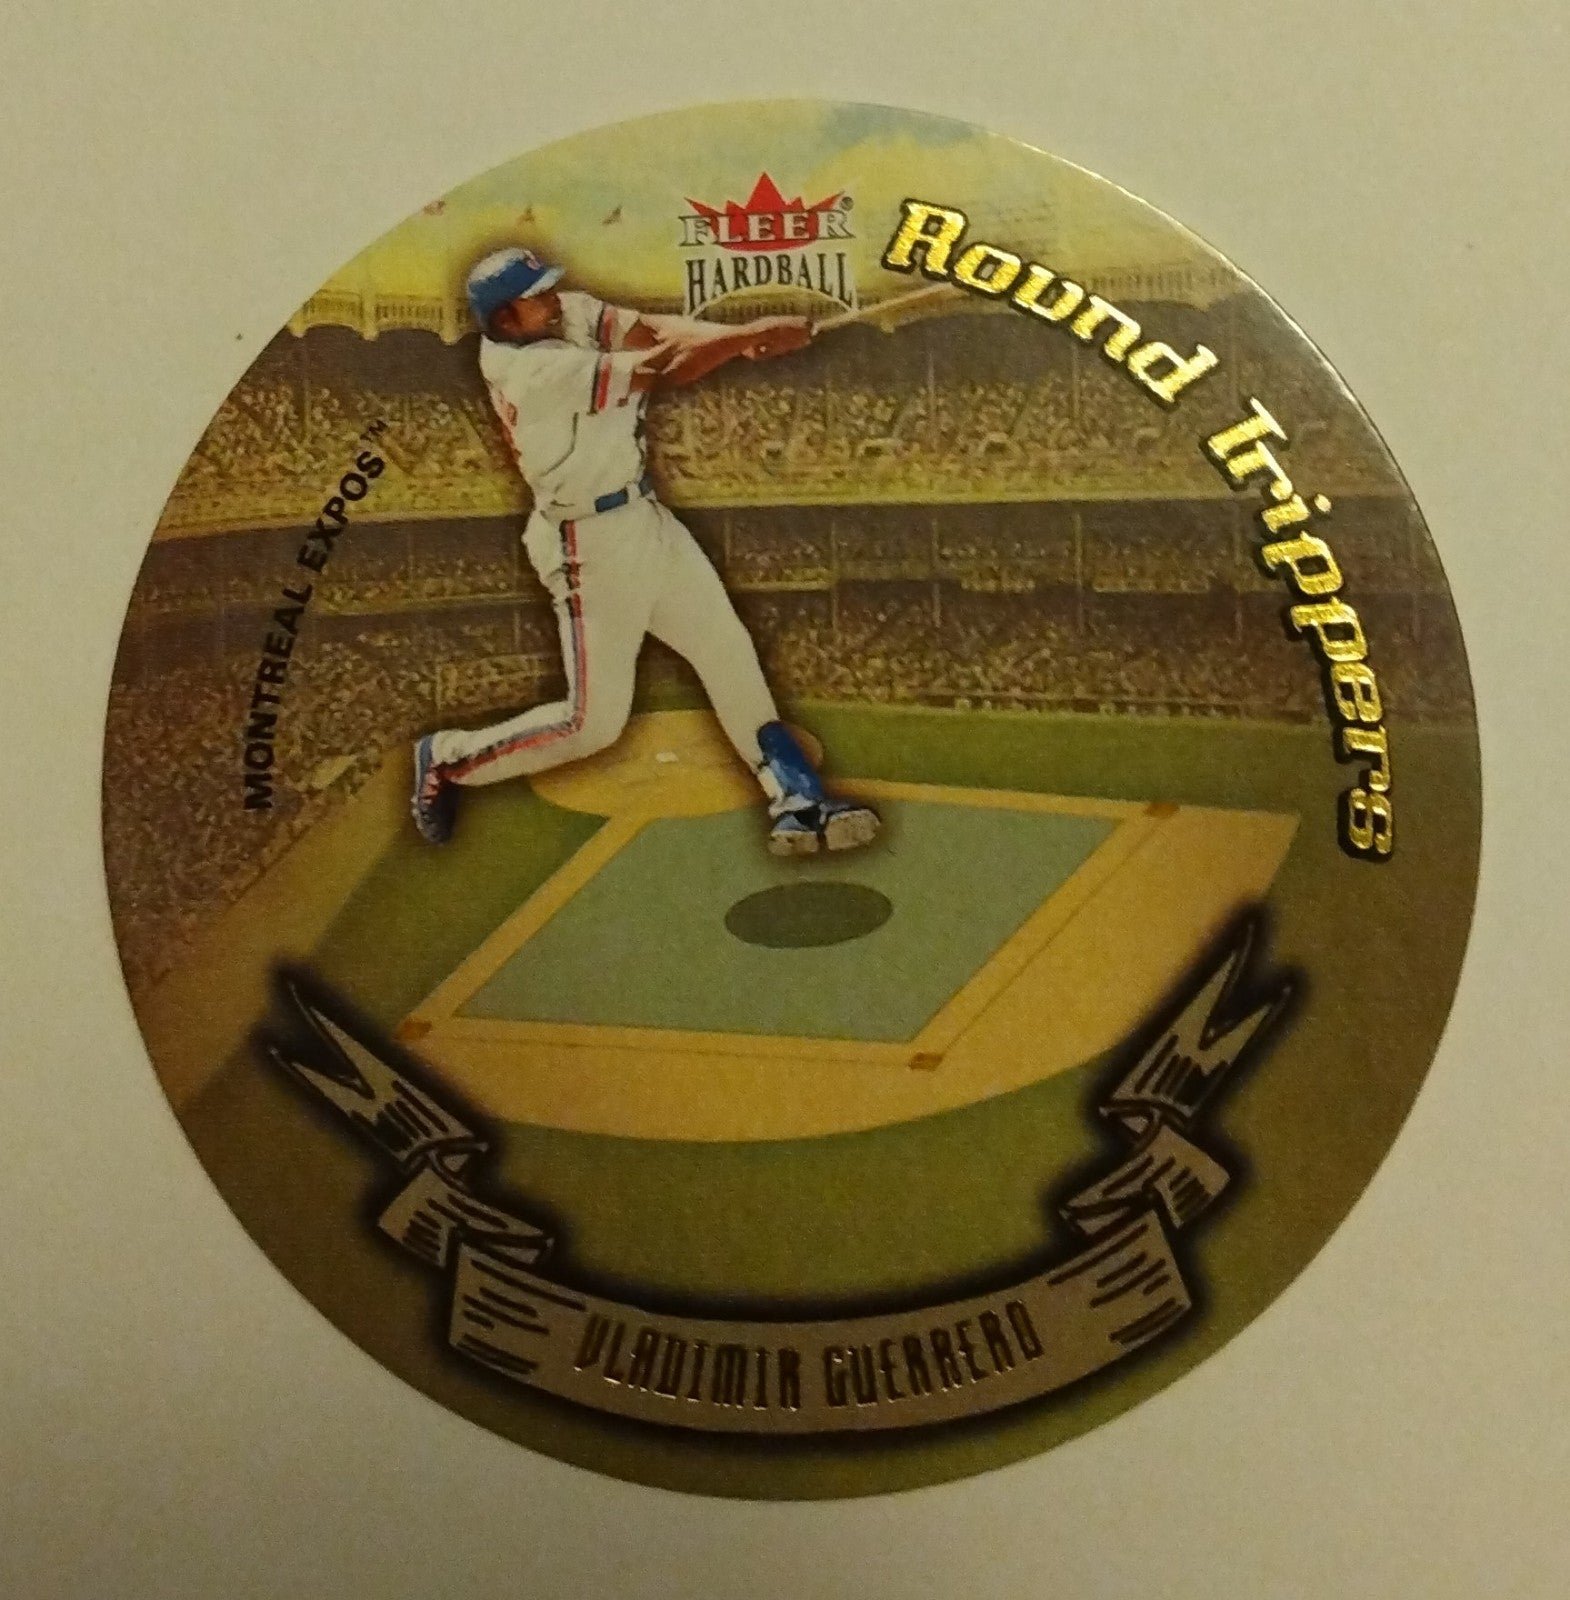 FLEER®
HARDBALL
Round Trippers
MONTREAL EXPOS™
VLADIMIR GUERRERO